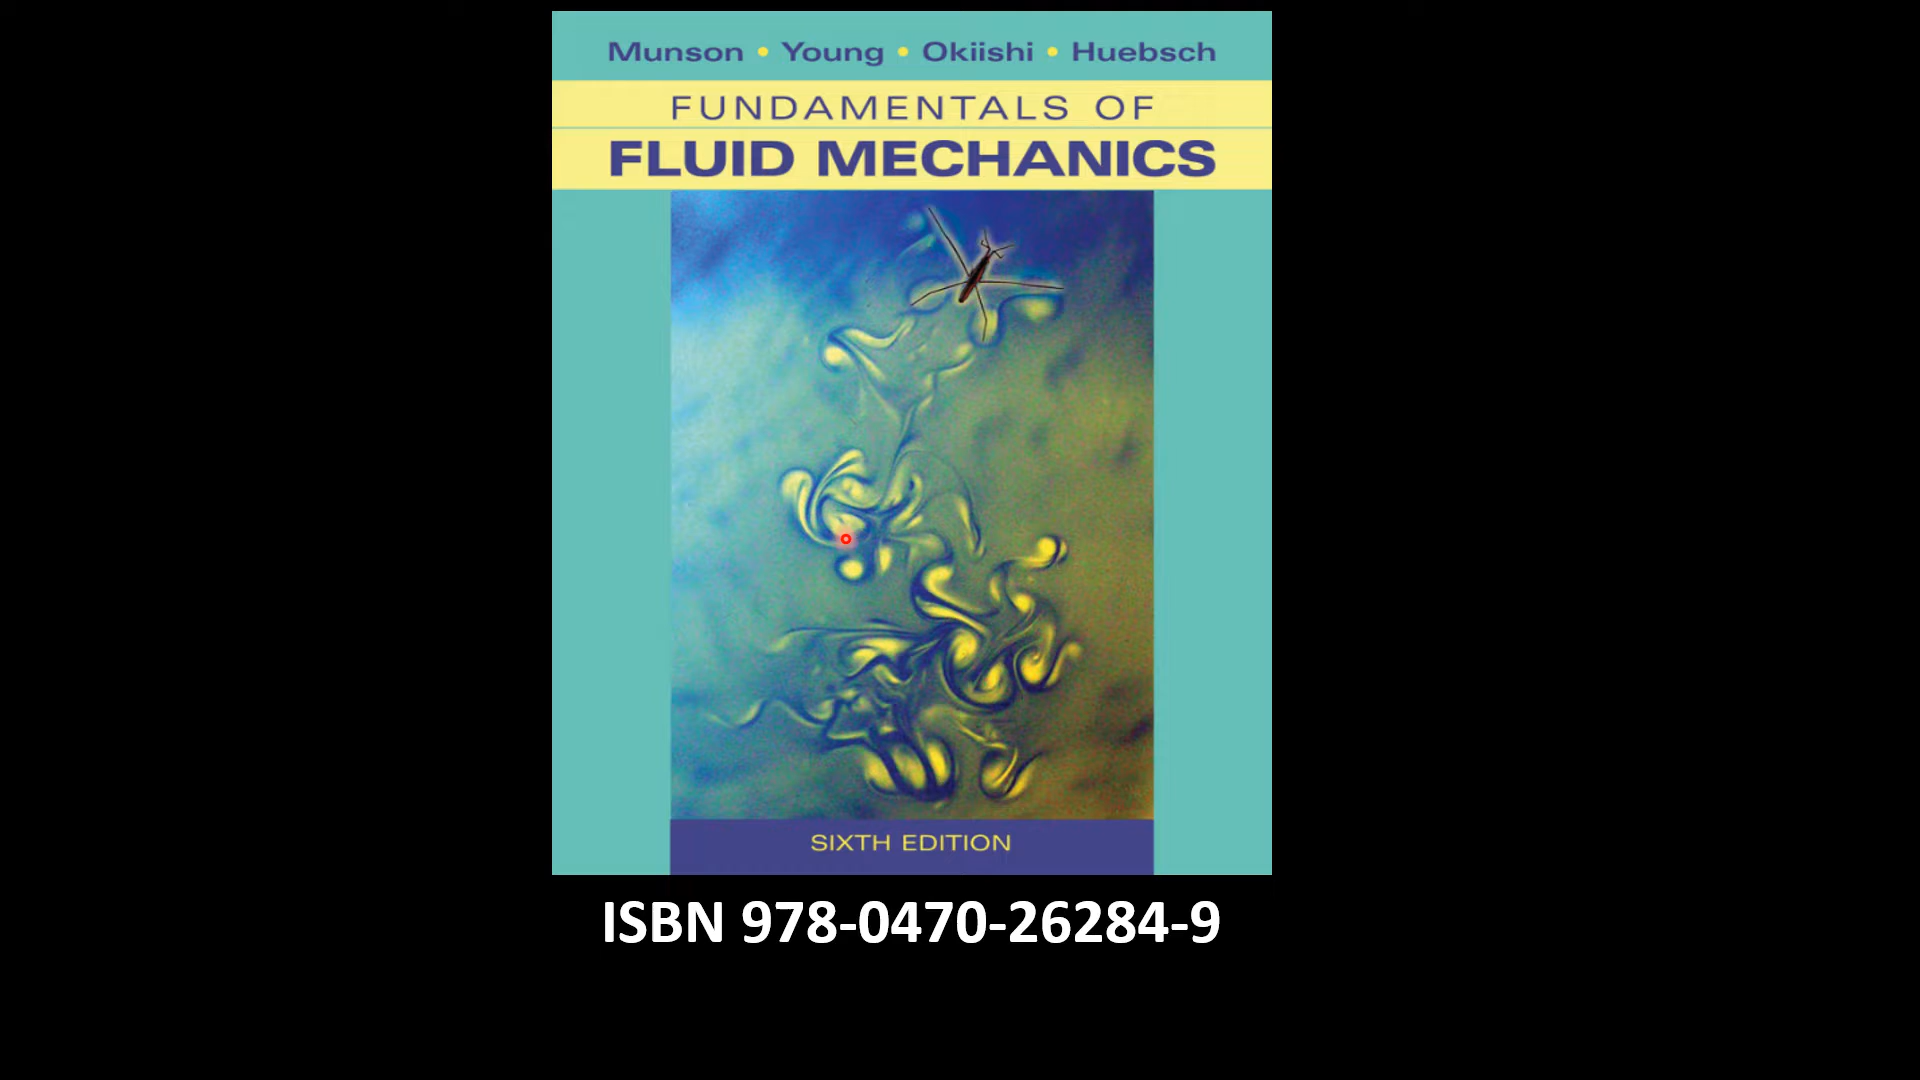 Munson • Young • Okiishi • Huebsch
FUNDAMENTALS OF
FLUID MECHANICS
SIXTH EDITION
ISBN 978-0470-26284-9